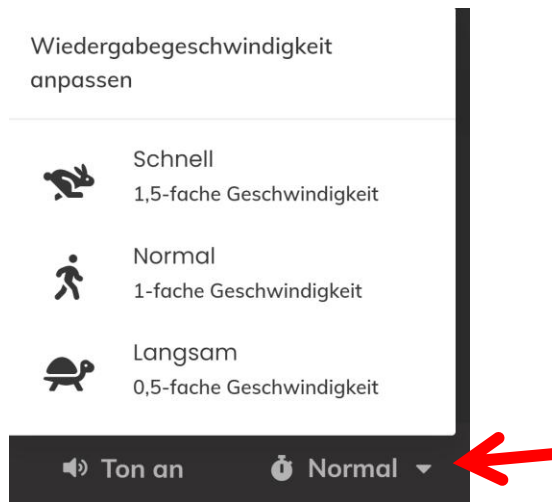 Wiedergabegeschwindigkeit
anpassen
Schnell
1,5-fache Geschwindigkeit
Normal
1-fache Geschwindigkeit
Langsam
0,5-fache Geschwindigkeit
Ton an Normal